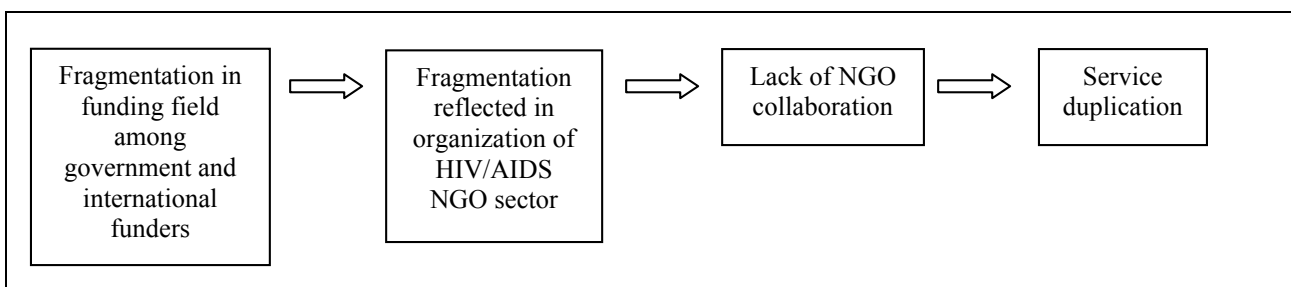 Fragmentation in
funding field
among
government and
international
funders
Fragmentation
reflected in
organization of
HIV/AIDS
NGO sector
Lack of NGO
collaboration
Service
duplication